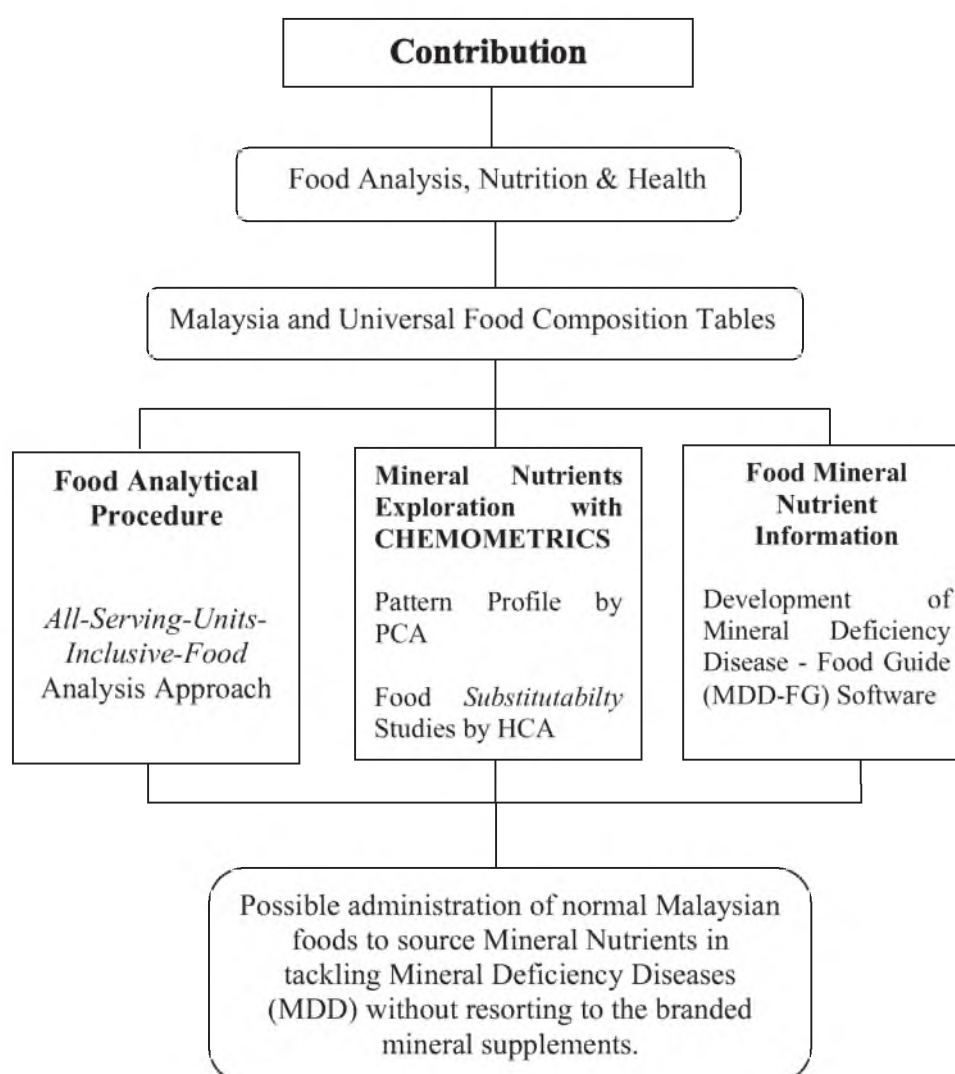 Contribution
Food Analysis, Nutrition & Health
Malaysia and Universal Food Composition Tables
Food Analytical
Procedure
All-Serving-Units-
Inclusive-Food
Analysis Approach
Mineral Nutrients
Exploration with
CHEMOMETRICS
Pattern Profile by
PCA
Food Substitutabilty
Studies by HCA
Food Mineral
Nutrient
Information
Development of
Mineral Deficiency
Disease - Food Guide
(MDD-FG) Software
Possible administration of normal Malaysian
foods to source Mineral Nutrients in
tackling Mineral Deficiency Diseases
(MDD) without resorting to the branded
mineral supplements.